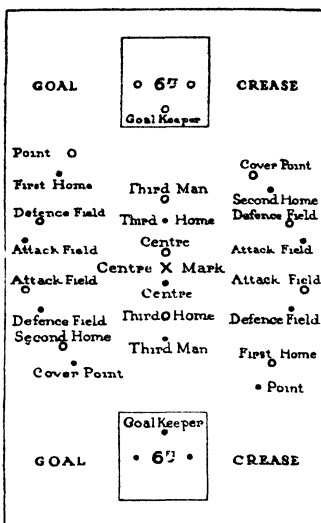 GOAL 6 FT CREASE
Goal Keeper
Point
Cover Point
First Home
Third Man
Second Home
Defence Field
Defence Field
Third Home
Centre
Attack Field
Attack Field
Centre Mark
Attack Field
Attack Field
Centre
Defence Field
Third Home
Defence Field
Second Home
Third Man
First Home
Cover Point
Point
Goal Keeper
GOAL 6 FT CREASE